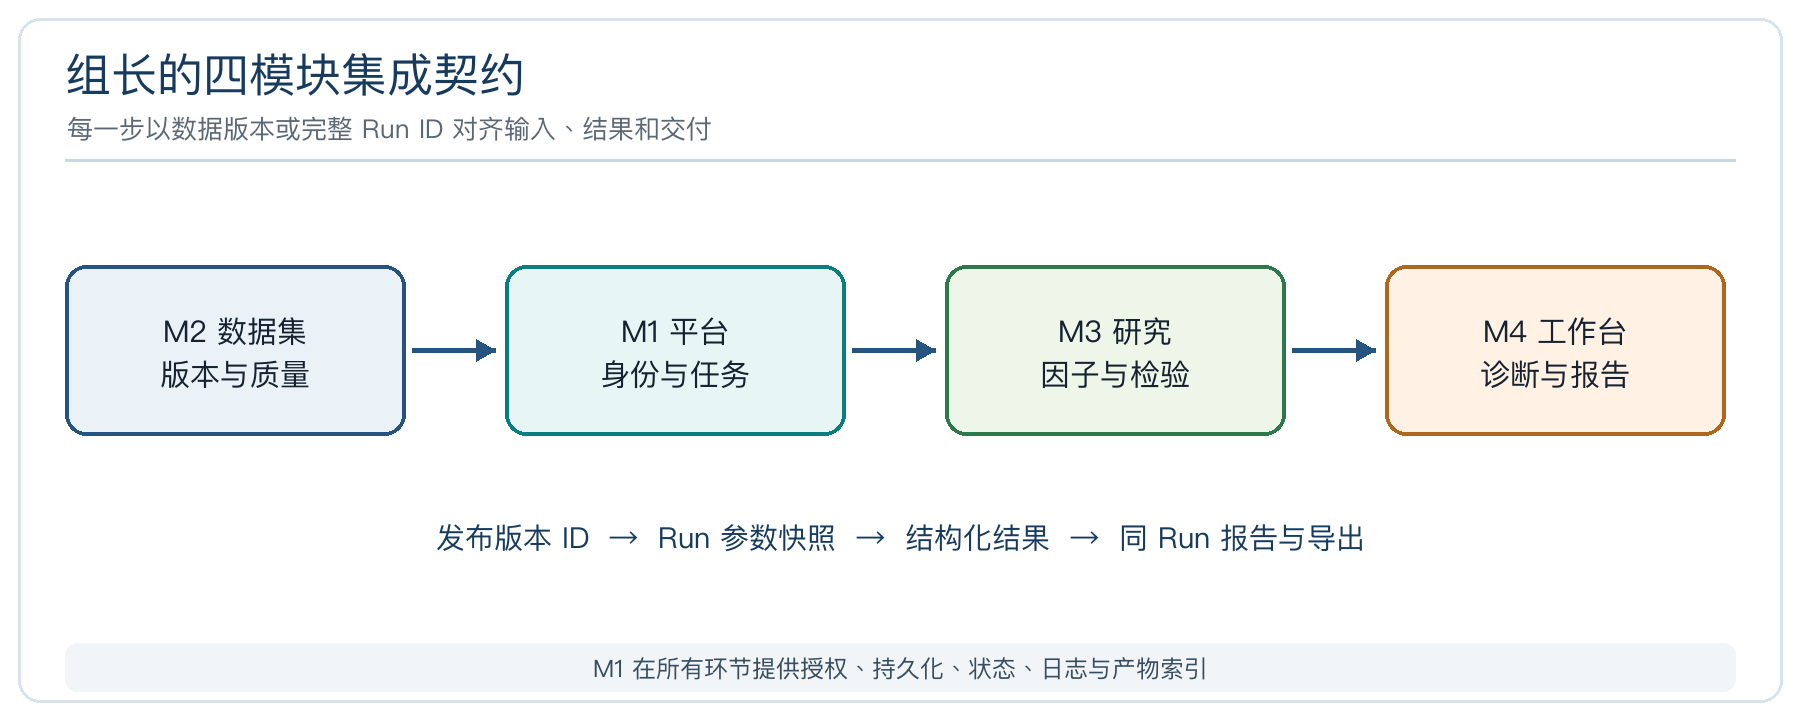 组长的四模块集成契约
每一步以数据版本或完整 Run ID 对齐输入、结果和交付
M2 数据集
版本与质量
M1 平台
身份与任务
M3 研究
因子与检验
M4 工作台
诊断与报告
发布版本 ID → Run 参数快照 → 结构化结果 → 同 Run 报告与导出
M1 在所有环节提供授权、持久化、状态、日志与产物索引